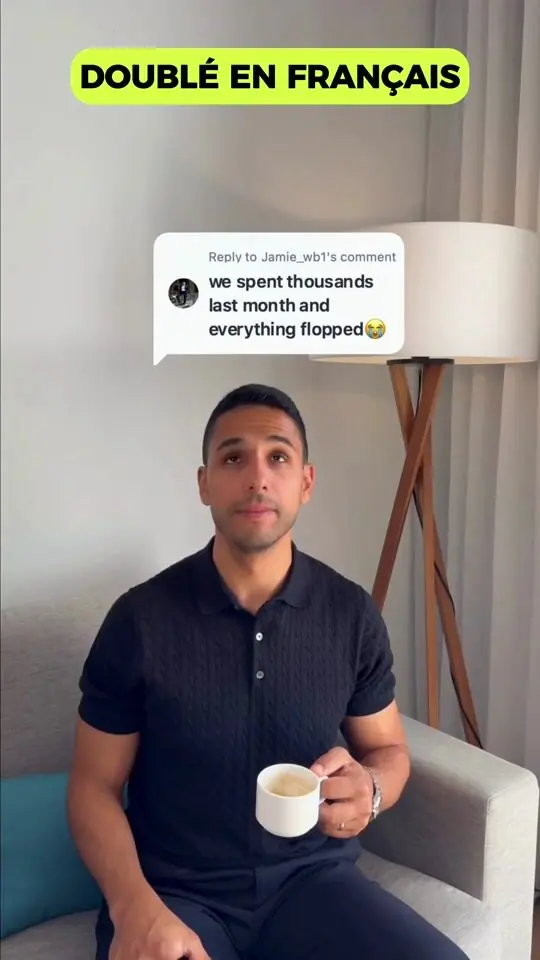 DOUBLÉ EN FRANÇAIS
Reply to Jamie_wb1's comment
we spent thousands
last month and
everything flopped😭